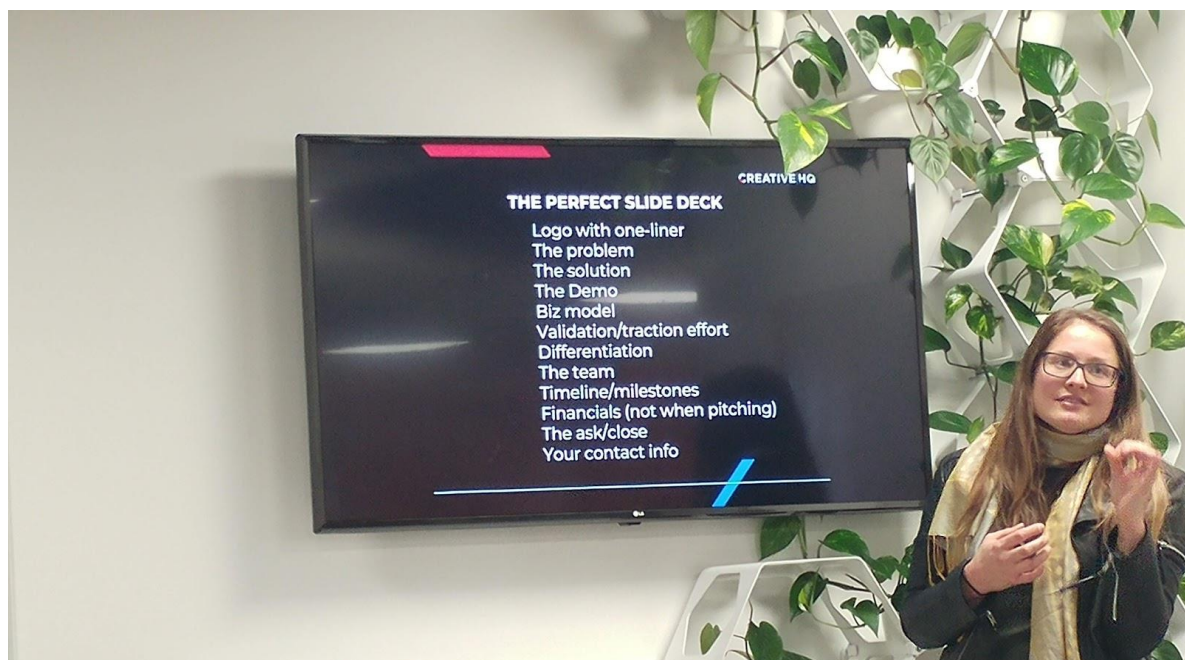 CREATIVE HQ
THE PERFECT SLIDE DECK
Logo with one-liner
The problem
The solution
The Demo
Biz model
Validation/traction effort
Differentiation
The team
Timeline/milestones
Financials (not when pitching)
The ask/close
Your contact info
LG